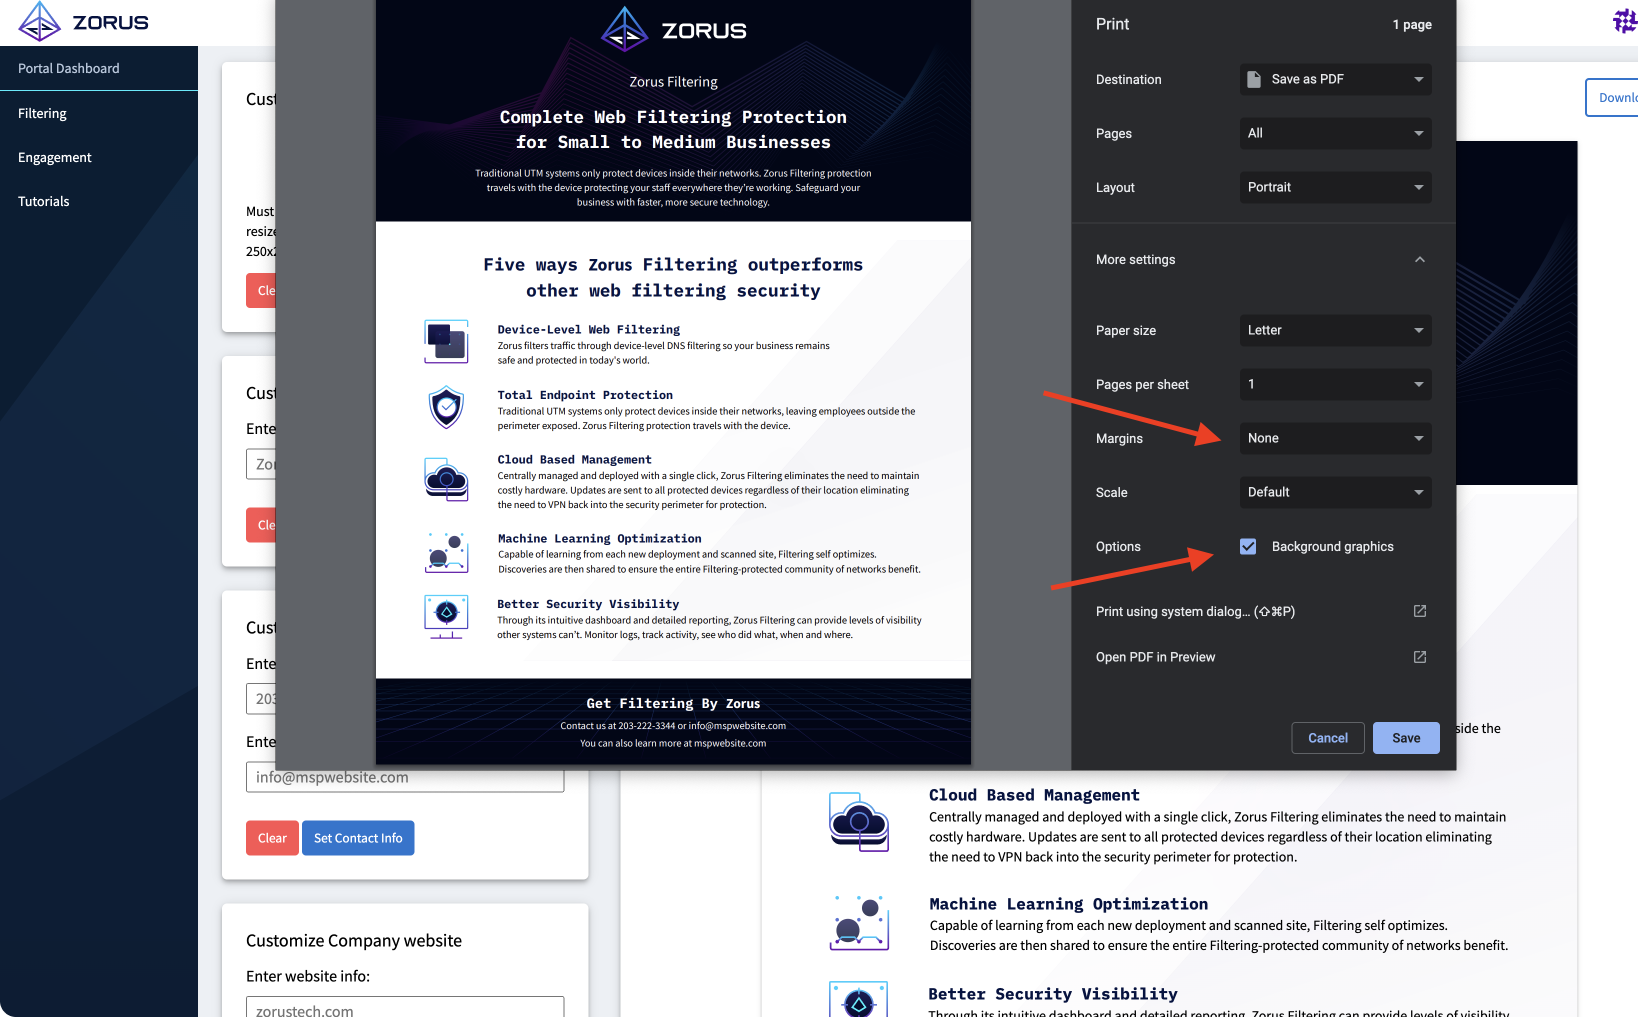 ZORUS
Portal Dashboard
Filtering
Engagement
Tutorials
Cust
Must
resize
250x2
Cle
Cust
Ente
Zor
Cle
Cust
Ente
203
Ente
info@mspwebsite.com
Clear
Set Contact Info
Customize Company website
Enter website info:
zorustech.com
ZORUS
Zorus Filtering
Complete Web Filtering Protection
for Small to Medium Businesses
Traditional UTM systems only protect devices inside their networks. Zorus Filtering protection
travels with the device protecting your staff everywhere they're working. Safeguard your
business with faster, more secure technology.
Five ways Zorus Filtering outperforms
other web filtering security
Device-Level Web Filtering
Zorus filters traffic through device-level DNS filtering so your business remains
safe and protected in today's world.
Total Endpoint Protection
Traditional UTM systems only protect devices inside their networks, leaving employees outside the
perimeter exposed. Zorus Filtering protection travels with the device.
Cloud Based Management
Centrally managed and deployed with a single click, Zorus Filtering eliminates the need to maintain
costly hardware. Updates are sent to all protected devices regardless of their location eliminating
the need to VPN back into the security perimeter for protection.
Machine Learning Optimization
Capable of learning from each new deployment and scanned site, Filtering self optimizes.
Discoveries are then shared to ensure the entire Filtering-protected community of networks benefit.
Better Security Visibility
Through its intuitive dashboard and detailed reporting, Zorus Filtering can provide levels of visibility
other systems can't. Monitor logs, track activity, see who did what, when and where.
Get Filtering By Zorus
Contact us at 203-222-3344 or info@mspwebsite.com
You can also learn more at mspwebsite.com
Print
1 page
Destination
Save as PDF
Pages
All
Layout
Portrait
More settings
Paper size
Letter
Pages per sheet
1
Margins
None
Scale
Default
Options
Background graphics
Print using system dialog... (⇧⌘P)
Open PDF in Preview
Cancel
Save
Downlo
side the
Cloud Based Management
Centrally managed and deployed with a single click, Zorus Filtering eliminates the need to maintain
costly hardware. Updates are sent to all protected devices regardless of their location eliminating
the need to VPN back into the security perimeter for protection.
Machine Learning Optimization
Capable of learning from each new deployment and scanned site, Filtering self optimizes.
Discoveries are then shared to ensure the entire Filtering-protected community of networks benefit.
Better Security Visibility
Through its intuitive dashboard and detailed reporting, Zorus Filtering can provide levels of visibility